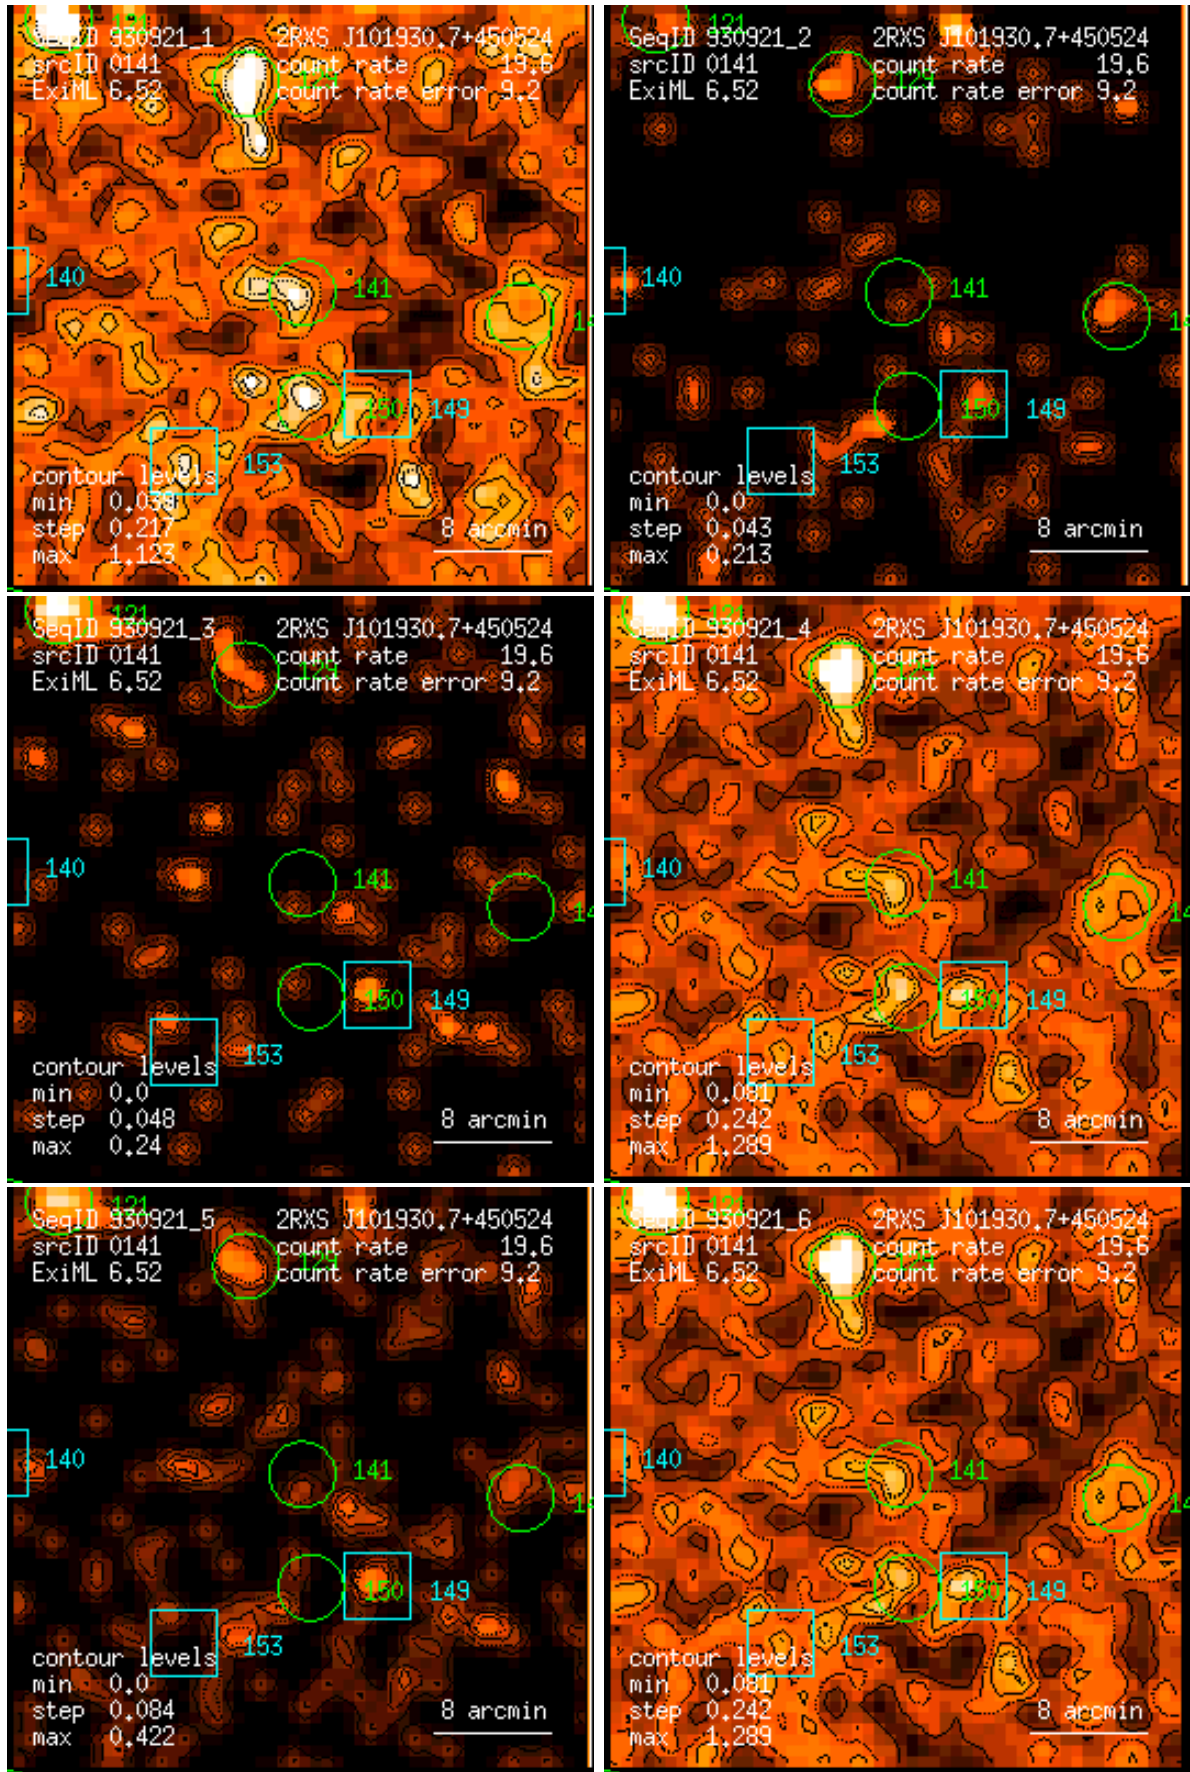 121
SeqID 930921_1 2RXS J101930.7+450524
srcID 0141 count rate 19.6
ExiML 6.52 count rate error 9.2
140
141
150 149
153
contour levels
min 0.039
step 0.217
max 1.123
8 arcmin
121
SeqID 930921_2 2RXS J101930.7+450524
srcID 0141 count rate 19.6
129
ExiML 6.52 count rate error 9.2
140
141
150 149
153
contour levels
min 0.0
step 0.043
max 0.213
8 arcmin
121
SeqID 930921_3 2RXS J101930.7+450524
srcID 0141 count rate 19.6
ExiML 6.52 count rate error 9.2
140
141
150 149
153
contour levels
min 0.0
step 0.048
max 0.24
8 arcmin
121
SeqID 930921_4 2RXS J101930.7+450524
srcID 0141 count rate 19.6
ExiML 6.52 count rate error 9.2
140
141
150 149
153
contour levels
min 0.081
step 0.242
max 1.289
8 arcmin
121
SeqID 930921_5 2RXS J101930.7+450524
srcID 0141 count rate 19.6
ExiML 6.52 count rate error 9.2
140
141
150 149
153
contour levels
min 0.0
step 0.084
max 0.422
8 arcmin
121
SeqID 930921_6 2RXS J101930.7+450524
srcID 0141 count rate 19.6
ExiML 6.52 count rate error 9.2
140
141
150 149
153
contour levels
min 0.081
step 0.242
max 1.289
8 arcmin